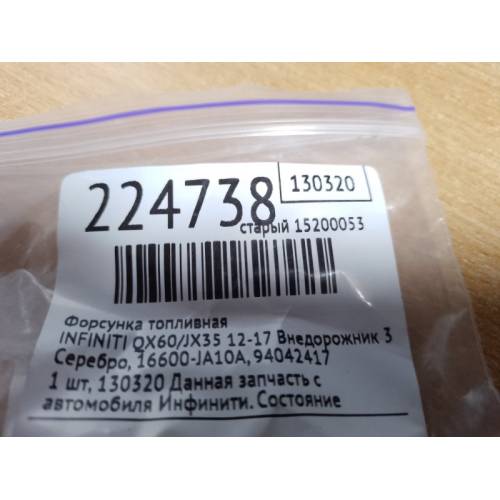 224738
130320
старый 15200053
Форсунка топливная
INFINITI QX60/JX35 12-17 Внедорожник 3
Серебро, 16600-JA10A, 94042417
1 шт, 130320 Данная запчасть с
автомобиля Инфинити. Состояние